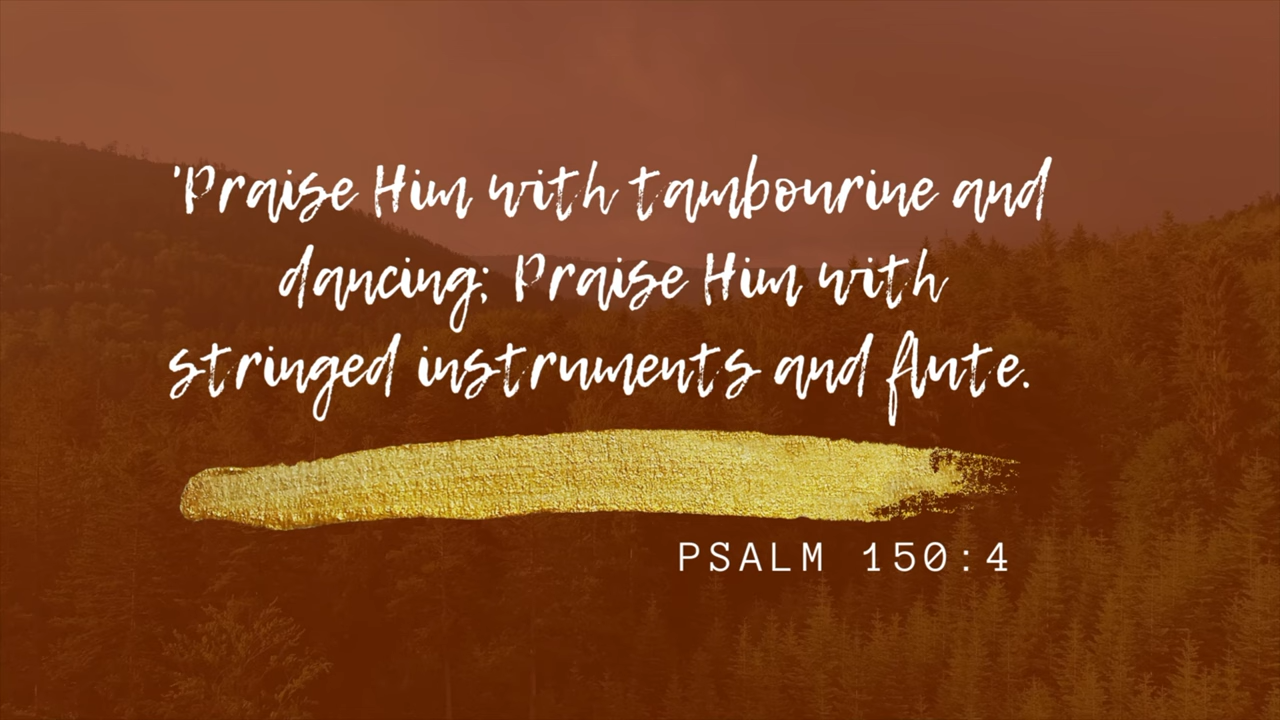 'Praise Him with tambourine and
dancing; Praise Him with
stringed instruments and flute.
PSALM 150:4